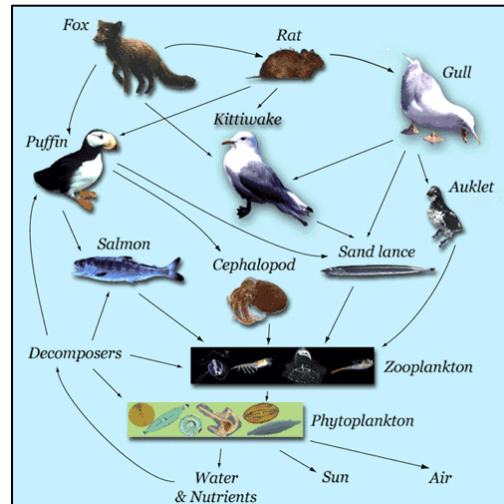 Fox
Rat
Gull
Puffin
Kittiwake
Auklet
Salmon
Cephalopod
Sand lance
Decomposers
Zooplankton
Phytoplankton
Water
& Nutrients
Sun
Air